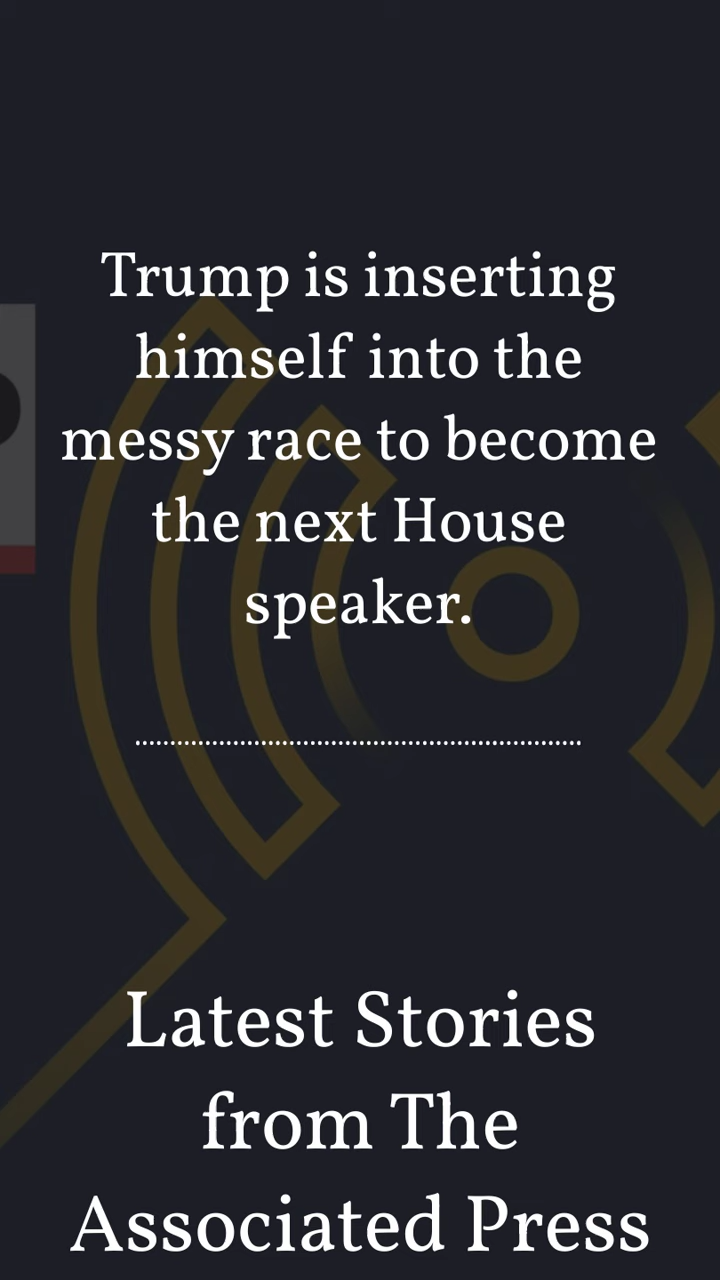 Trump is inserting
himself into the
messy race to become
the next House
speaker.
Latest Stories
from The
Associated Press